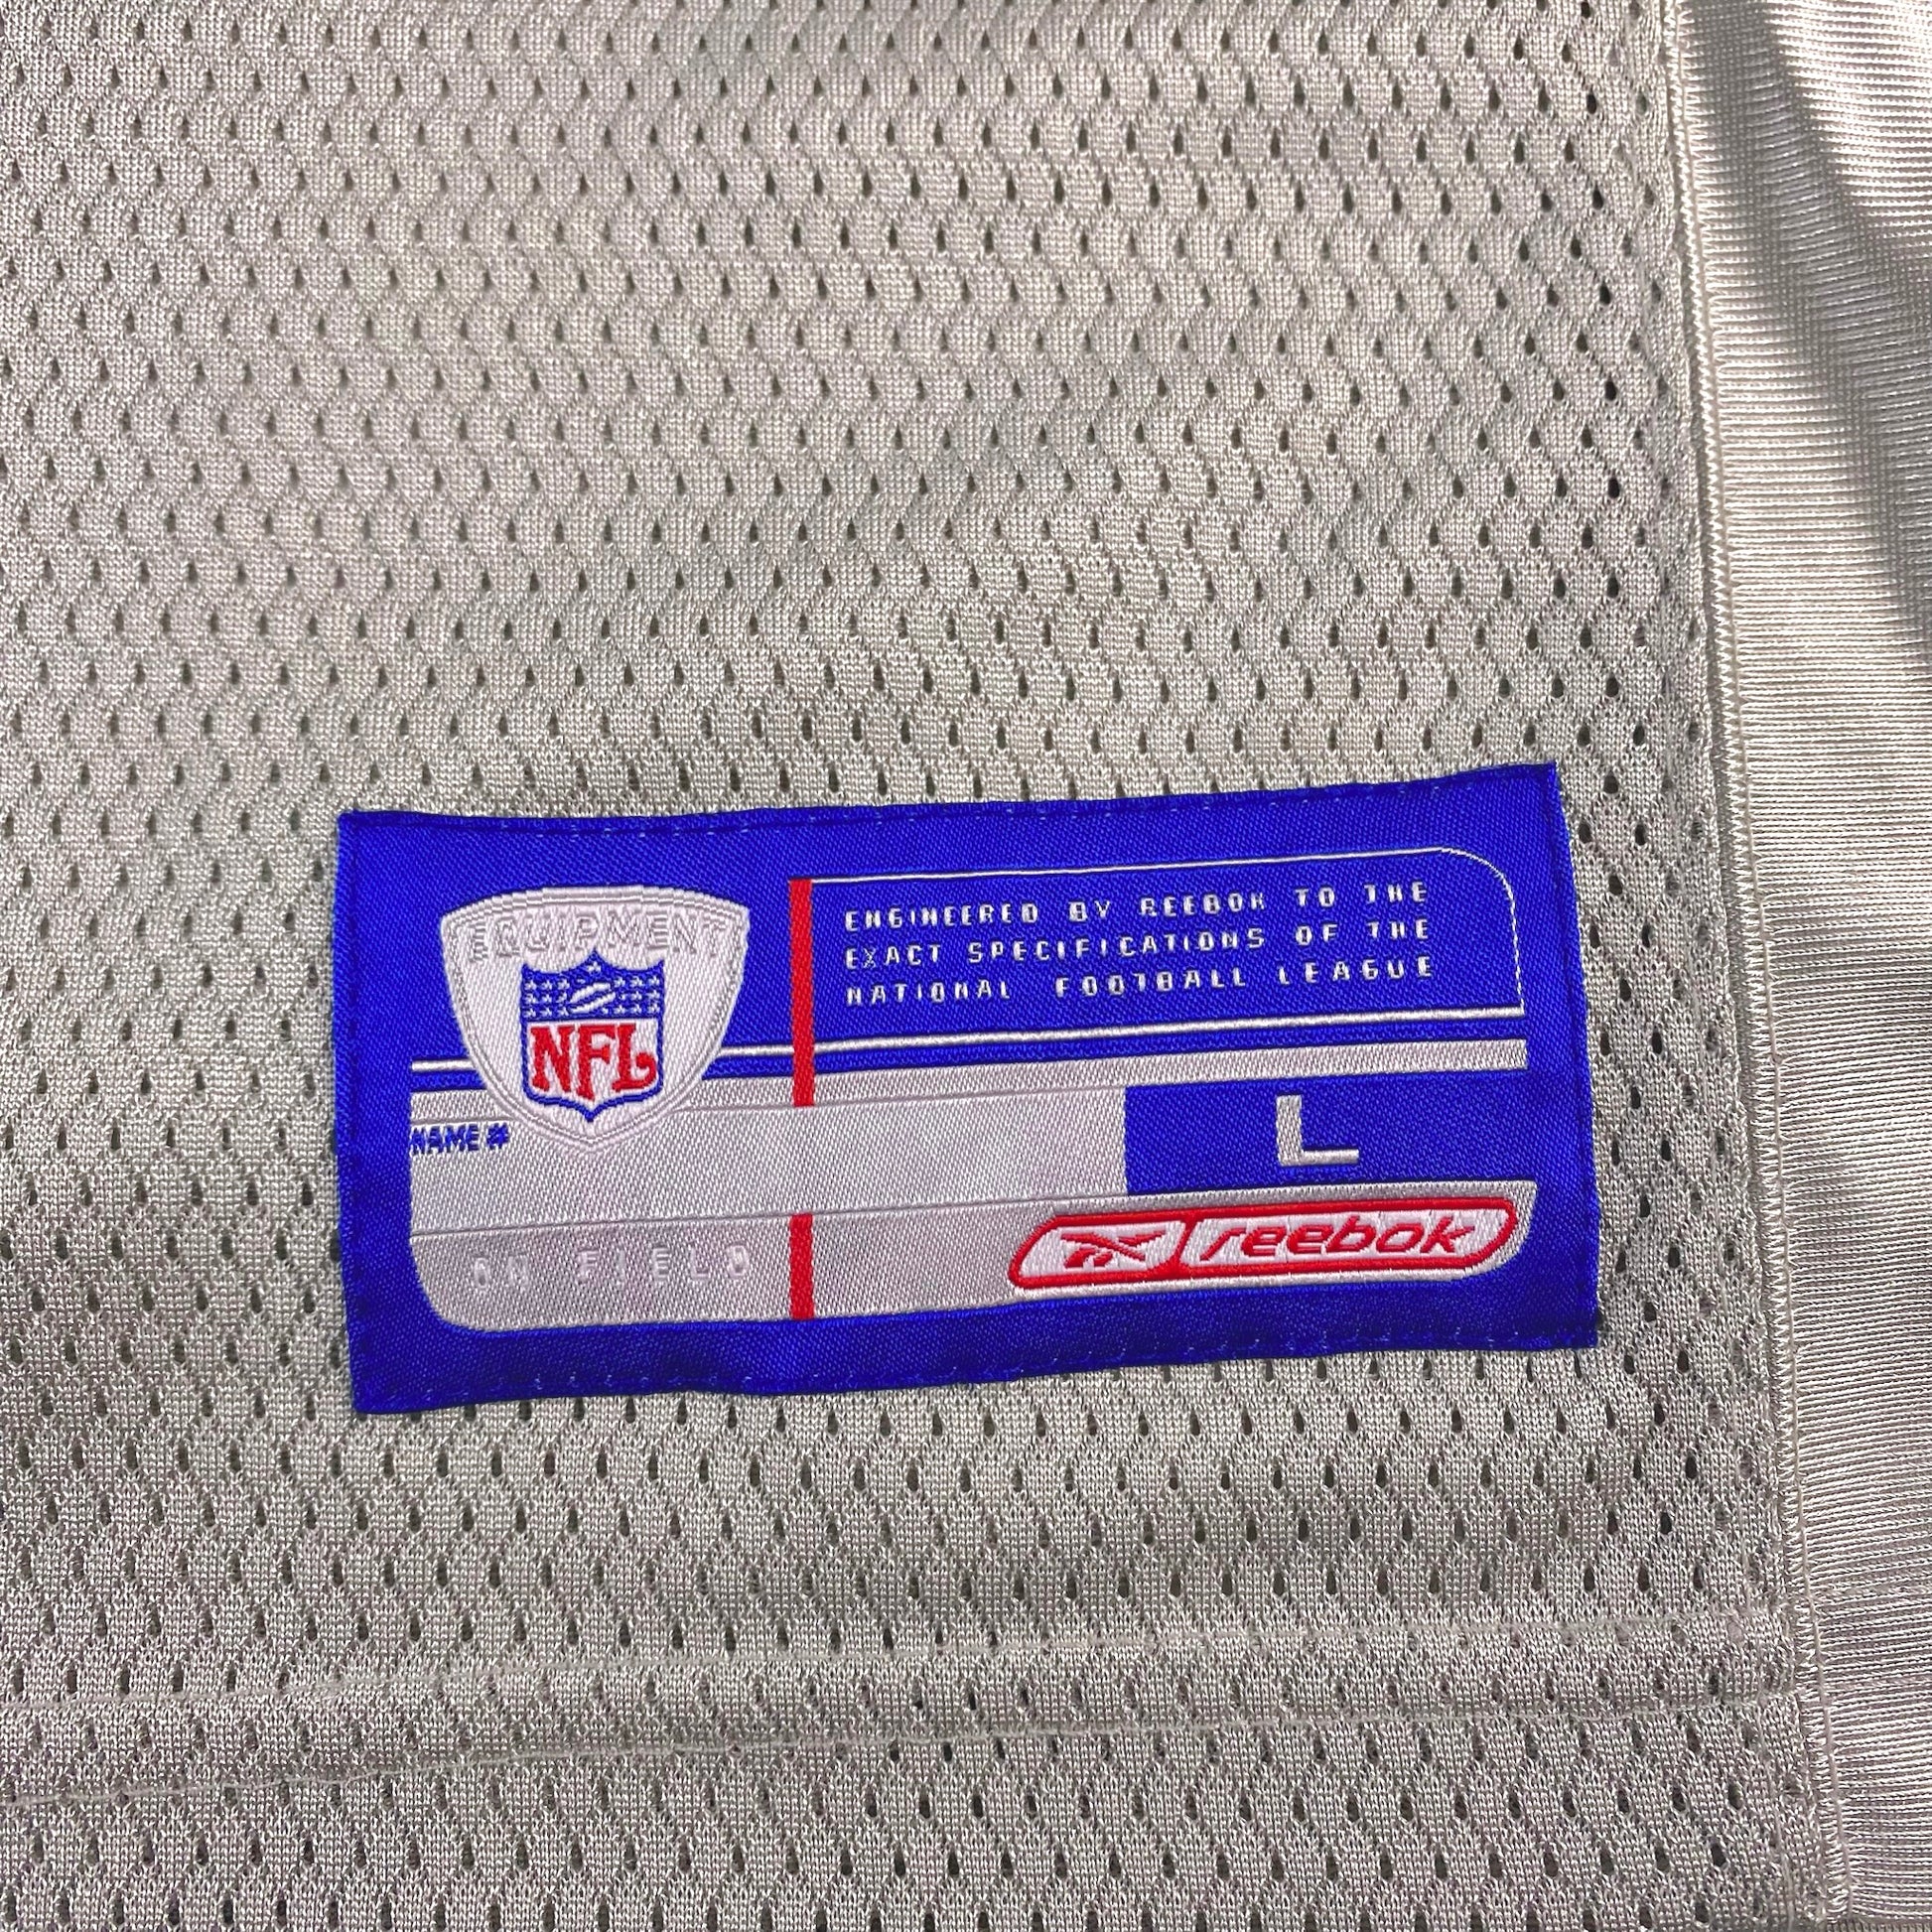 EQUIPMENT
NFL
ENGINEERED BY REEBOK TO THE
EXACT SPECIFICATIONS OF THE
NATIONAL FOOTBALL LEAGUE
NAME #
L
ON FIELD
reebok